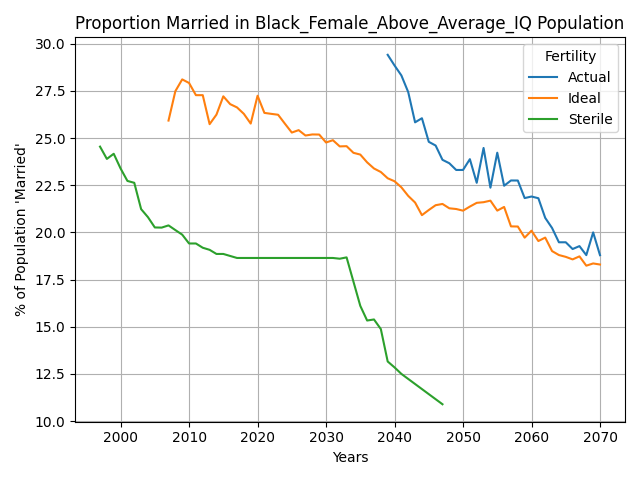 Proportion Married in Black_Female_Above_Average_IQ Population
Fertility
Actual
Ideal
Sterile
% of Population 'Married'
30.0
27.5
25.0
22.5
20.0
17.5
15.0
12.5
10.0
2000 2010 2020 2030 2040 2050 2060 2070
Years